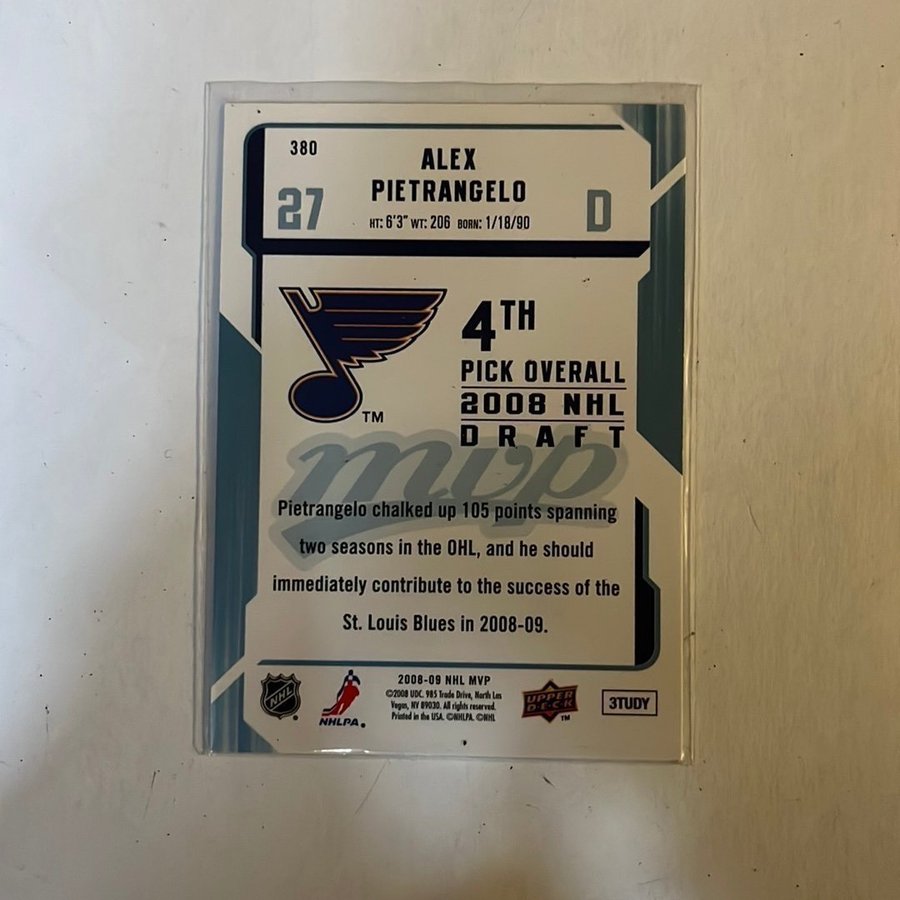 380
ALEX
PIETRANGELO
27
HT: 6'3" WT: 206 BORN: 1/18/90
D
4TH
PICK OVERALL
2008 NHL
DRAFT
TM
mvp
Pietrangelo chalked up 105 points spanning
two seasons in the OHL, and he should
immediately contribute to the success of the
St. Louis Blues in 2008-09.
2008-09 NHL MVP
©2008 UDC. 985 Trade Drive, North Las
Vegas, NV 89030. All rights reserved.
Printed in the USA. ©NHLPA. ©NHL
NHL
NHLPA.
UPPER
DECK
TM
3TUDY